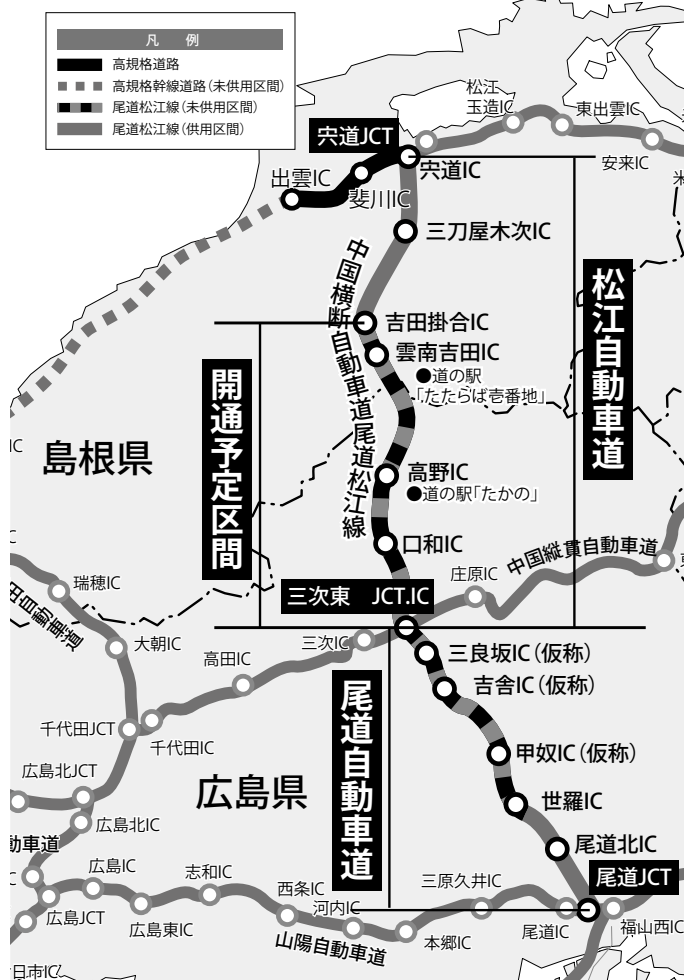 凡　例
高規格道路
高規格幹線道路（未供用区間）
尾道松江線（未供用区間）
尾道松江線（供用区間）
松江
玉造IC
東出雲IC
安来IC
米
宍道JCT
宍道IC
出雲IC
斐川IC
三刀屋木次IC
中国横断自動車道尾道松江線
松江自動車道
吉田掛合IC
雲南吉田IC
●道の駅
「たたらば壱番地」
開通予定区間
島根県
IC
高野IC
●道の駅「たかの」
口和IC
中国縦貫自動車道
庄原IC
三次東　JCT.IC
瑞穂IC
田自動車道
大朝IC
三次IC
高田IC
三良坂IC（仮称）
吉舎IC（仮称）
尾道自動車道
千代田JCT
千代田IC
甲奴IC（仮称）
広島北JCT
広島県
世羅IC
広島北IC
動車道
尾道北IC
広島IC
志和IC
尾道JCT
三原久井IC
西条IC
河内IC
広島JCT
広島東IC
山陽自動車道
本郷IC
尾道IC
福山西IC
日市IC